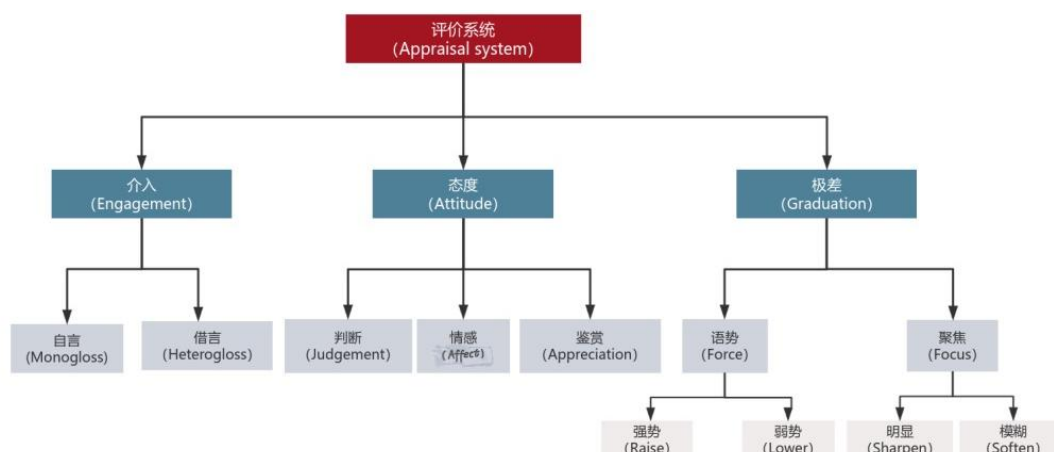 评价系统
(Appraisal system)
介入
(Engagement)
态度
(Attitude)
极差
(Graduation)
自言
(Monogloss)
借言
(Heterogloss)
判断
(Judgement)
情感
(Affect)
鉴赏
(Appreciation)
语势
(Force)
聚焦
(Focus)
强势
(Raise)
弱势
(Lower)
明显
(Sharpen)
模糊
(Soften)